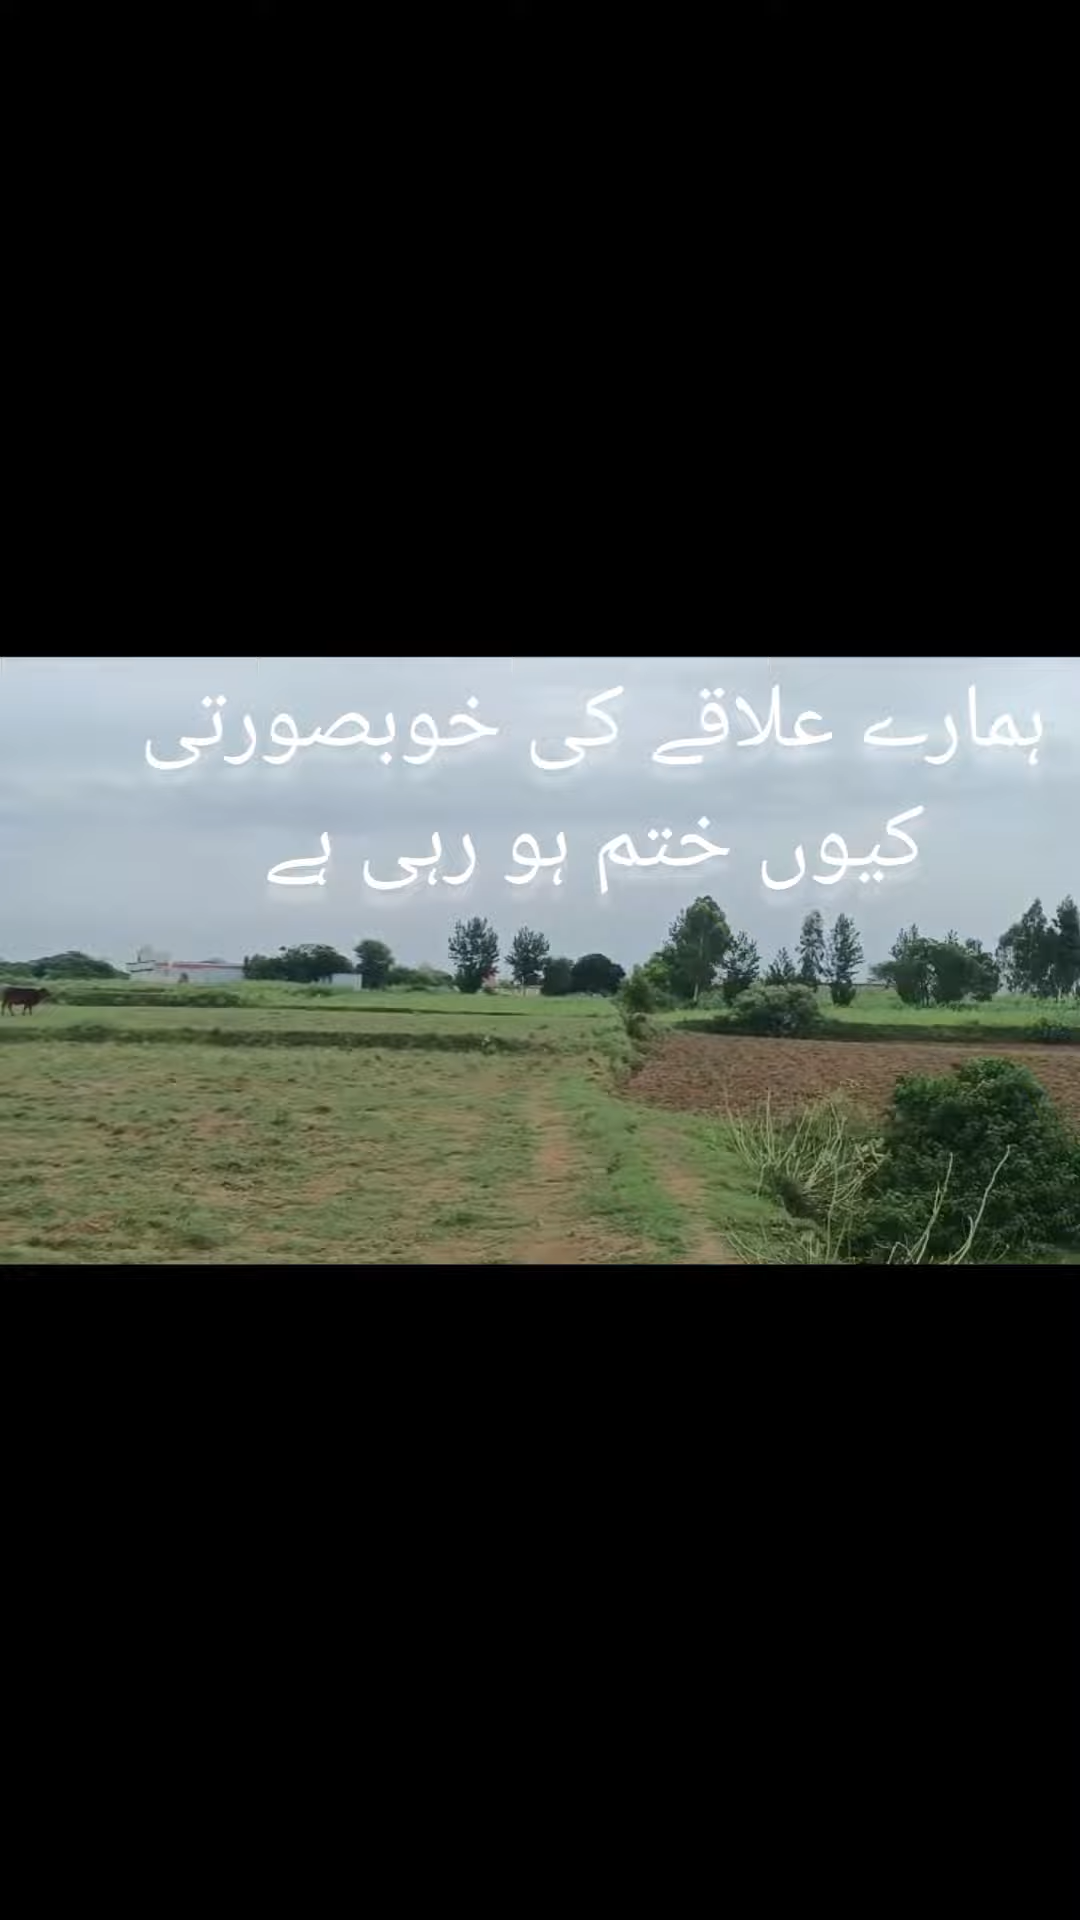 ہمارے علاقے کی خوبصورتی
کیوں ختم ہو رہی ہے